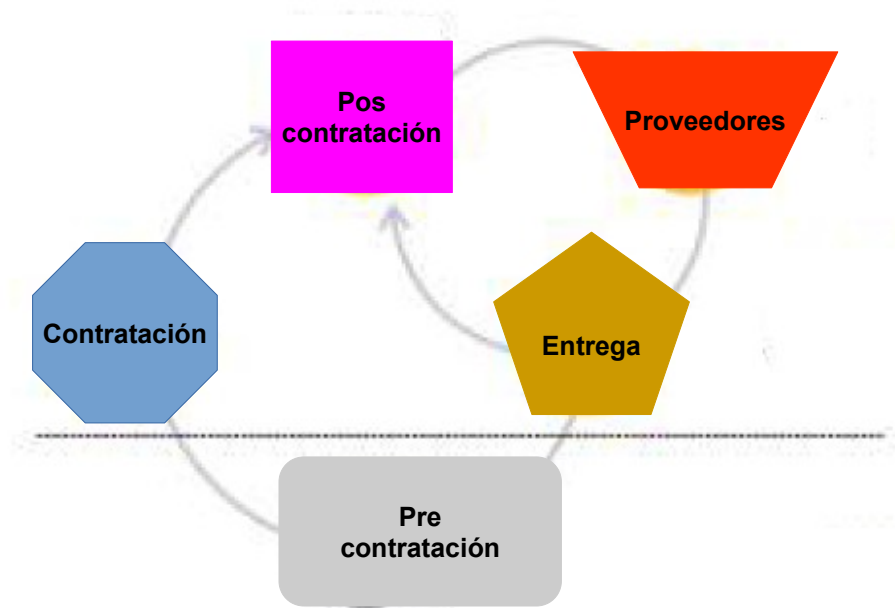 Pos
contratación
Proveedores
Contratación
Entrega
Pre
contratación